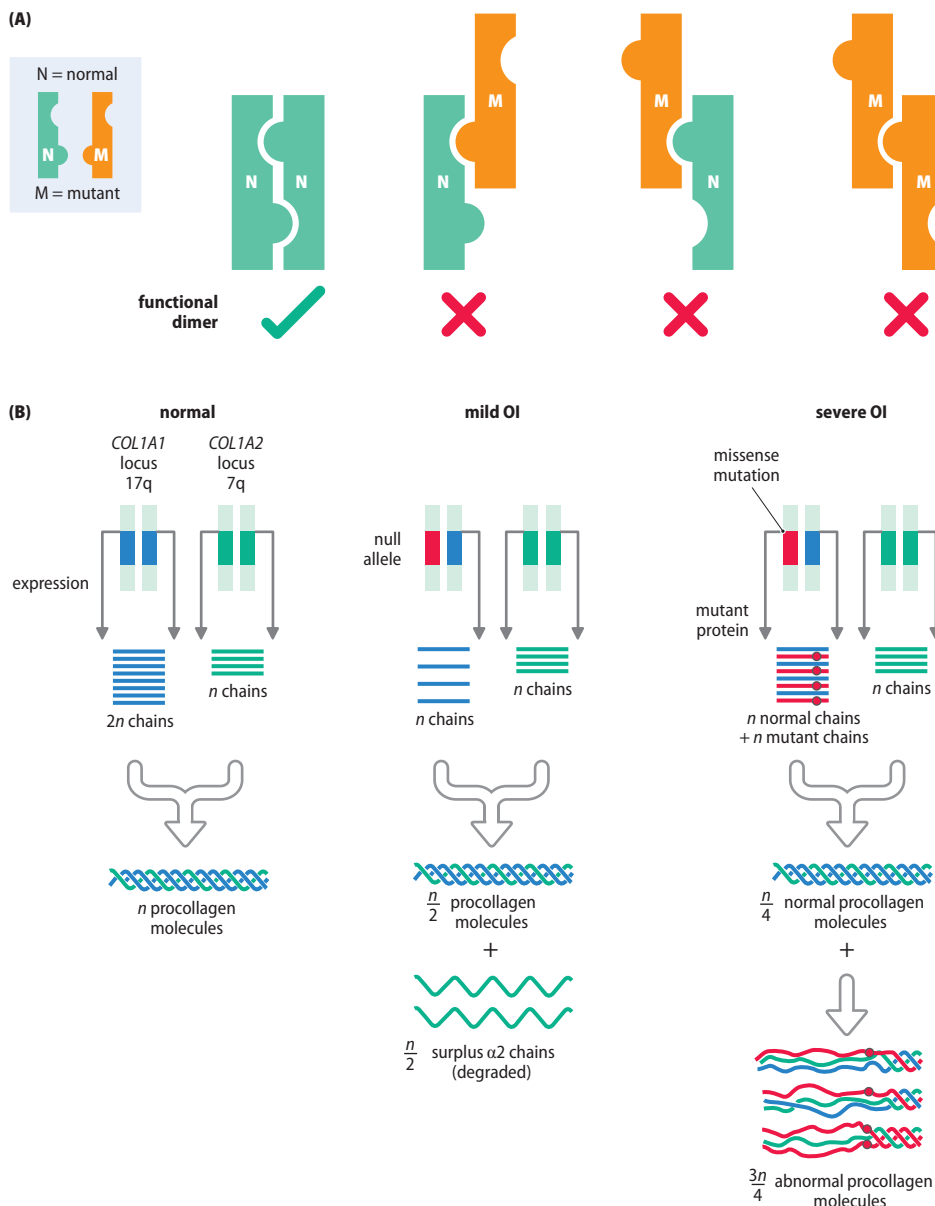 (A)
N = normal
N
M
M = mutant
N
N
N
M
M
N
M
M
functional
dimer
(B)
normal
mild OI
severe OI
COL1A1
locus
17q
COL1A2
locus
7q
missense
mutation
null
allele
expression
mutant
protein
2n chains
n chains
n chains
n chains
n normal chains
+ n mutant chains
n chains
n procollagen
molecules
n/2 procollagen
molecules
+
n/2 surplus α2 chains
(degraded)
n/4 normal procollagen
molecules
+
3n/4 abnormal procollagen
molecules